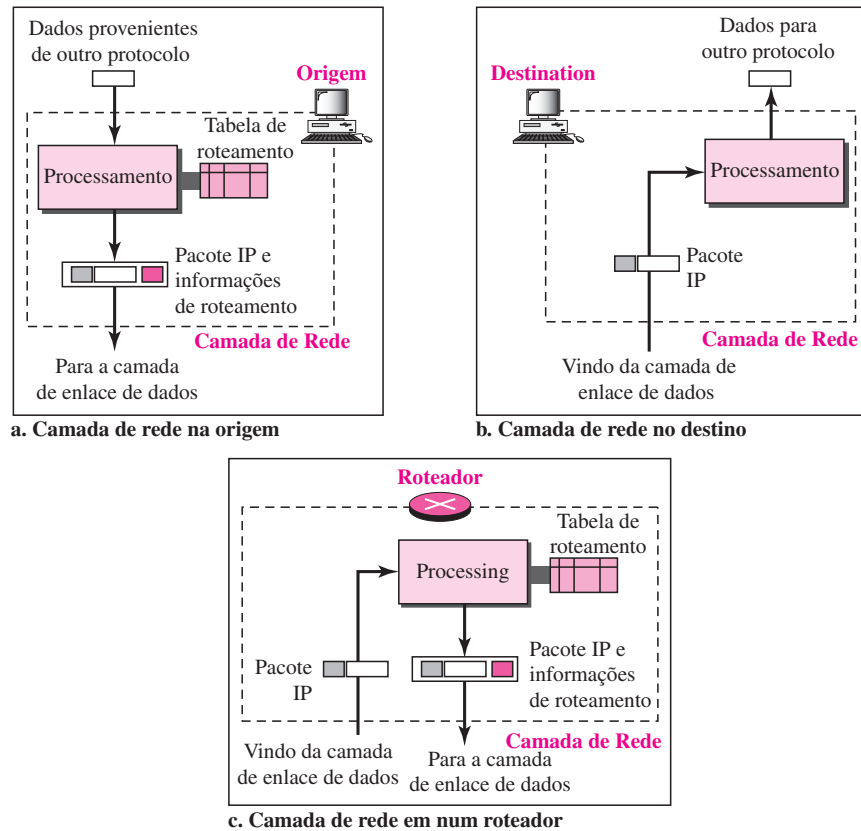 Dados provenientes
de outro protocolo
Origem
Tabela de
roteamento
Processamento
Pacote IP e
informações
de roteamento
Camada de Rede
Para a camada
de enlace de dados
a. Camada de rede na origem
Dados para
outro protocolo
Destination
Processamento
Pacote
IP
Camada de Rede
Vindo da camada de
enlace de dados
b. Camada de rede no destino
Roteador
Tabela de
roteamento
Processing
Pacote
IP
Pacote IP e
informações
de roteamento
Camada de Rede
Vindo da camada
de enlace de dados
Para a camada
de enlace de dados
c. Camada de rede em num roteador